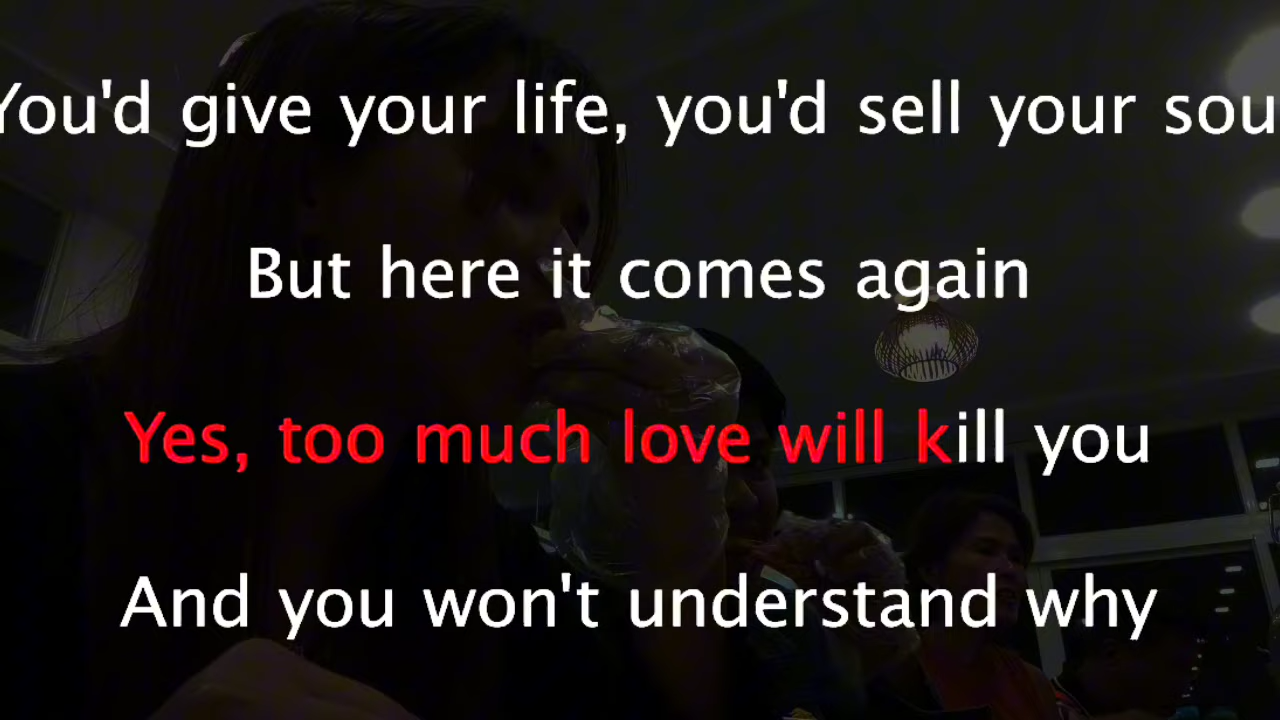 You'd give your life, you'd sell your sou
But here it comes again
Yes, too much love will kill you
And you won't understand why